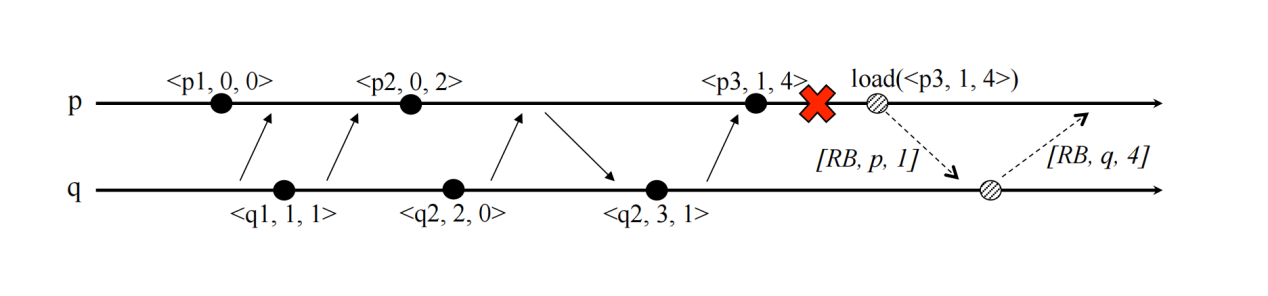 <p1, 0, 0>
<p2, 0, 2>
<p3, 1, 4>
load(<p3, 1, 4>)
p
[RB, p, 1]
[RB, q, 4]
q
<q1, 1, 1>
<q2, 2, 0>
<q2, 3, 1>